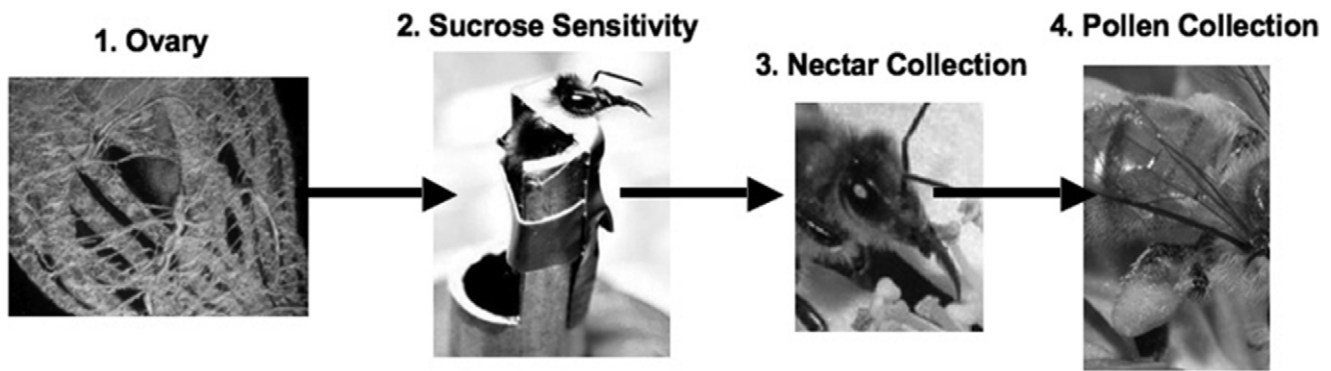 1. Ovary
2. Sucrose Sensitivity
3. Nectar Collection
4. Pollen Collection